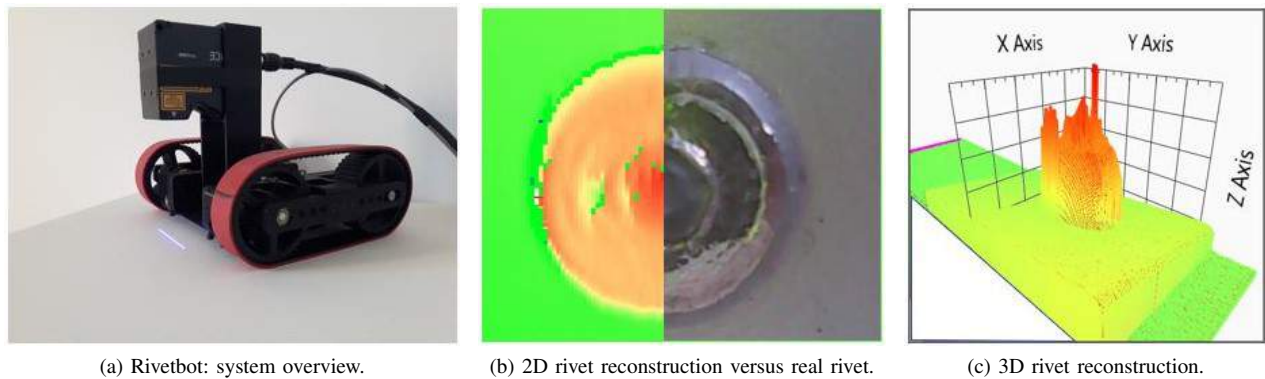 X Axis
Y Axis
Z Axis
(a) Rivetbot: system overview.
(b) 2D rivet reconstruction versus real rivet.
(c) 3D rivet reconstruction.